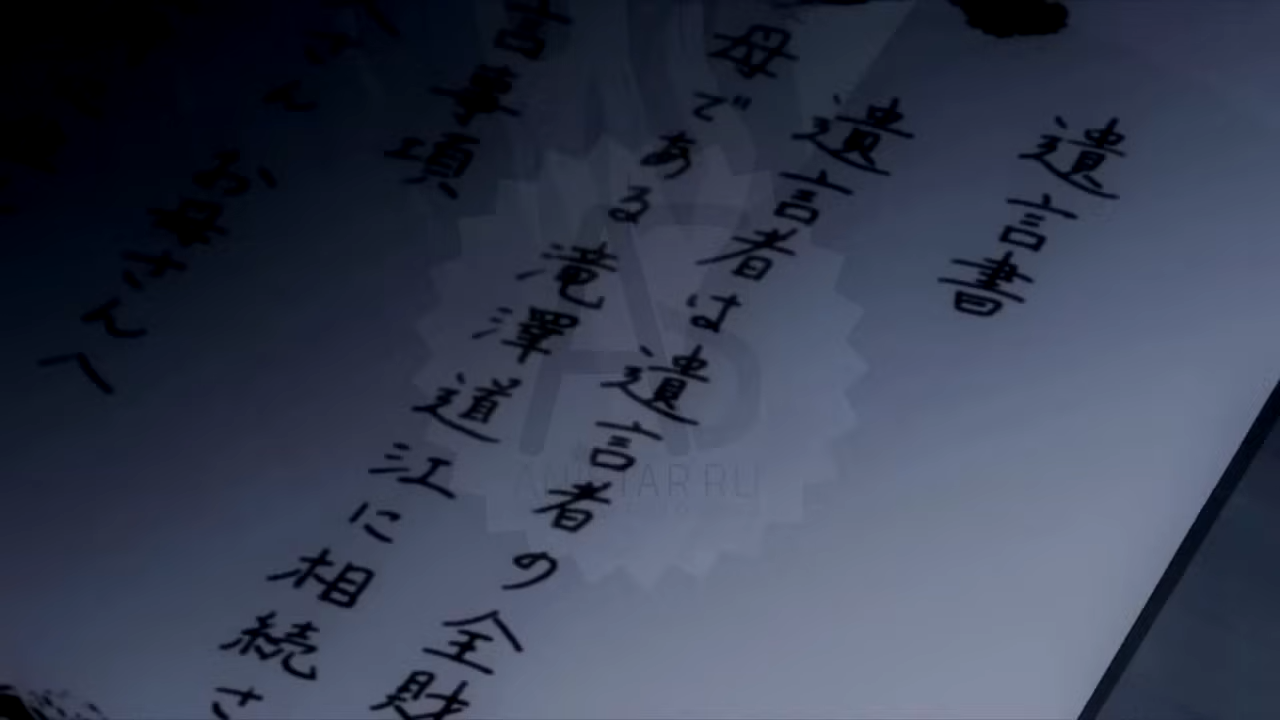 遺言書
遺言者は遺言者の全財
母である滝澤道江に相続さ
言事項
お母さんへ